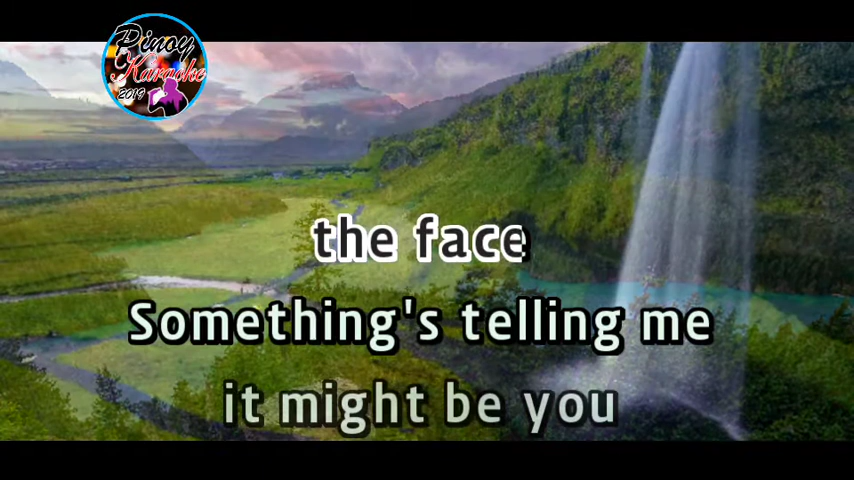 Pinoy
Karaoke
2019
the face
Something's telling me
it might be you